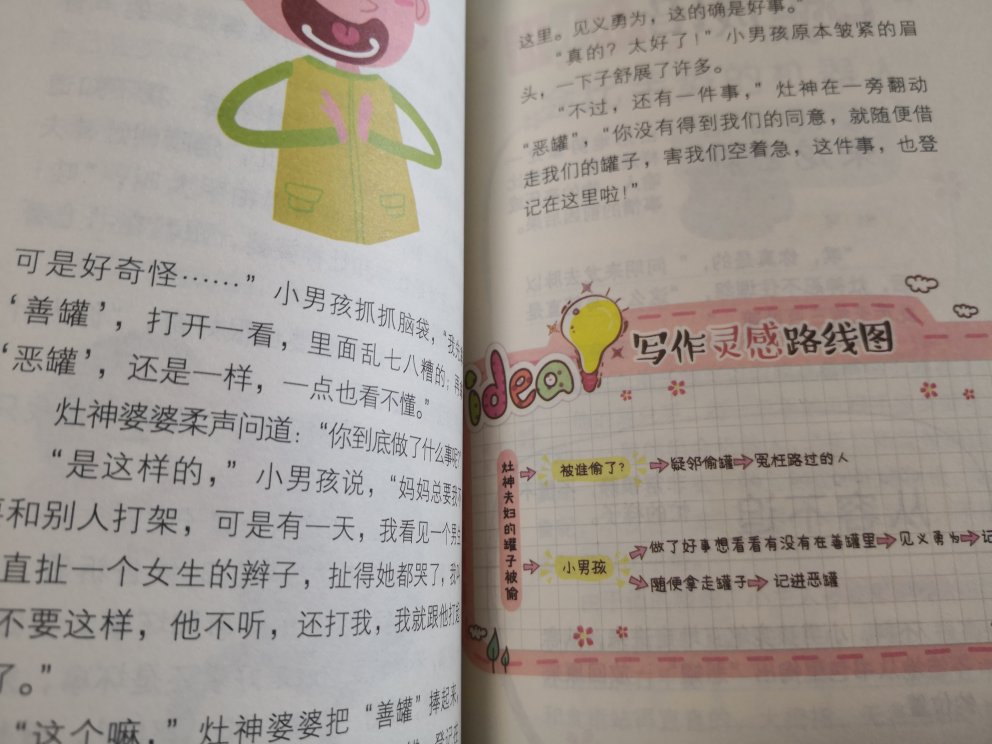 可是好奇怪……”小男孩抓抓脑袋，“我先
‘善罐’，打开一看，里面乱七八糟的；再
‘恶罐’，还是一样，一点也看不懂。”
灶神婆婆柔声问道：“你到底做了什么事呢？
“是这样的，”小男孩说，“妈妈总要我不
再和别人打架，可是有一天，我看见一个男生
直扯一个女生的辫子，扯得她都哭了，我
不要这样，他不听，还打我，我就跟他打
了。”
“这个嘛，”灶神婆婆把“善罐”捧起来，
登记在
这里。见义勇为，这的确是好事。”
“真的？太好了！”小男孩原本皱紧的眉
头，一下子舒展了许多。
“不过，还有一件事，”灶神在一旁翻动
“恶罐”，“你没有得到我们的同意，就随便借
走我们的罐子，害我们空着急，这件事，也登
记在这里啦！”
idea
写作灵感路线图
灶神夫妇的罐子被偷
被谁偷了？
疑邻偷罐
冤枉路过的人
小男孩
做了好事想看看有没有在善罐里
见义勇为
记
随便拿走罐子
记进恶罐